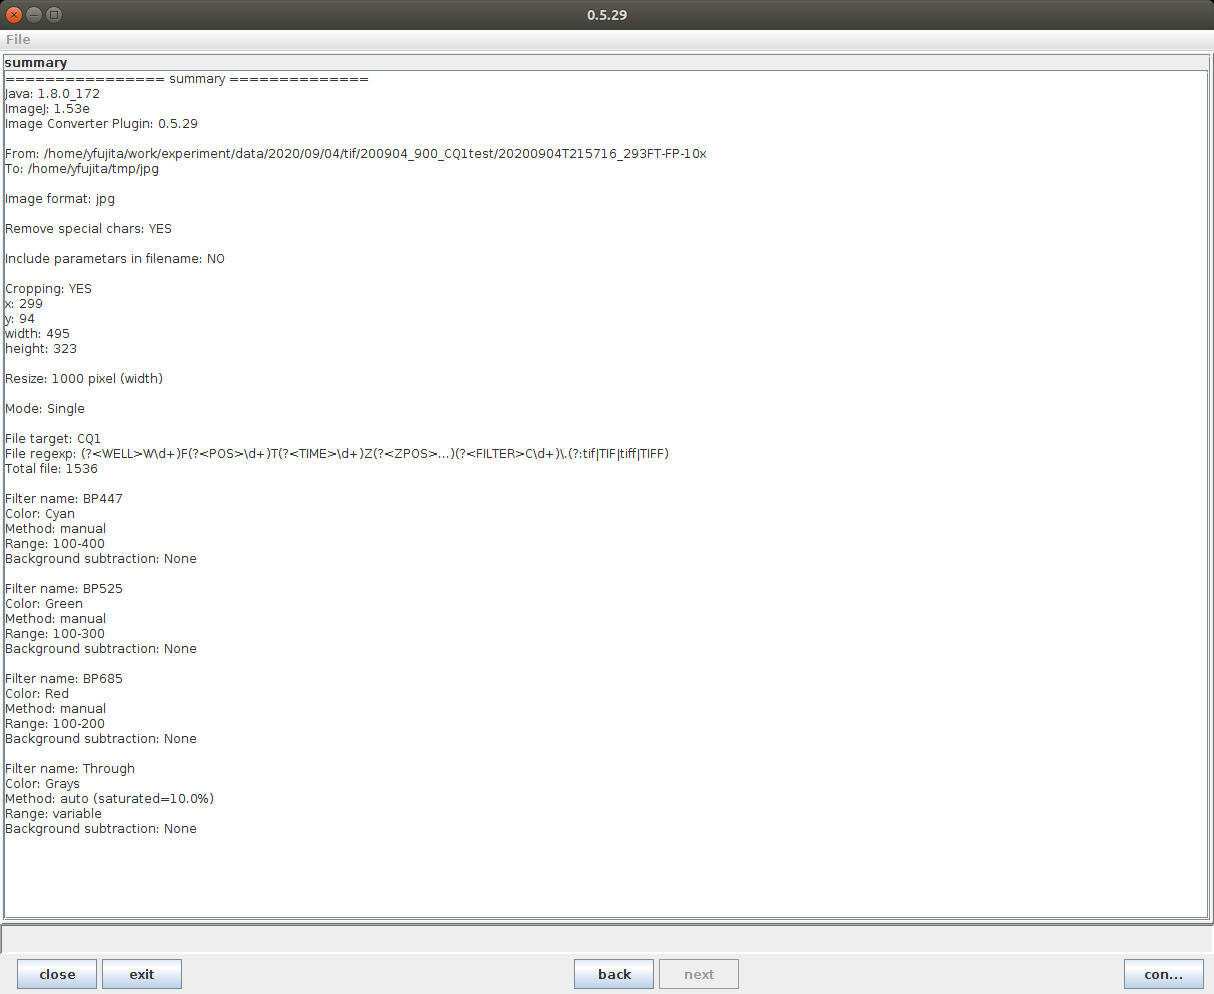 0.5.29
File
summary
================ summary ==============
Java: 1.8.0_172
ImageJ: 1.53e
Image Converter Plugin: 0.5.29
From: /home/yfujita/work/experiment/data/2020/09/04/tif/200904_900_CQ1test/20200904T215716_293FT-FP-10x
To: /home/yfujita/tmp/jpg
Image format: jpg
Remove special chars: YES
Include parametars in filename: NO
Cropping: YES
x: 299
y: 94
width: 495
height: 323
Resize: 1000 pixel (width)
Mode: Single
File target: CQ1
File regexp: (?<WELL>W\d+)F(?<POS>\d+)T(?<TIME>\d+)Z(?<ZPOS>...)(?<FILTER>C\d+)\.(?:tif|TIF|tiff|TIFF)
Total file: 1536
Filter name: BP447
Color: Cyan
Method: manual
Range: 100-400
Background subtraction: None
Filter name: BP525
Color: Green
Method: manual
Range: 100-300
Background subtraction: None
Filter name: BP685
Color: Red
Method: manual
Range: 100-200
Background subtraction: None
Filter name: Through
Color: Grays
Method: auto (saturated=10.0%)
Range: variable
Background subtraction: None
close exit back next con...